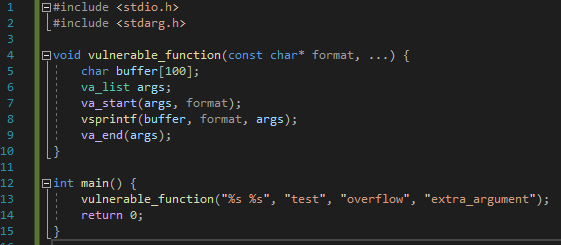 1 #include <stdio.h>
2 #include <stdarg.h>
3
4 void vulnerable_function(const char* format, ...) {
5     char buffer[100];
6     va_list args;
7     va_start(args, format);
8     vsprintf(buffer, format, args);
9     va_end(args);
10 }
11
12 int main() {
13     vulnerable_function("%s %s", "test", "overflow", "extra_argument");
14     return 0;
15 }